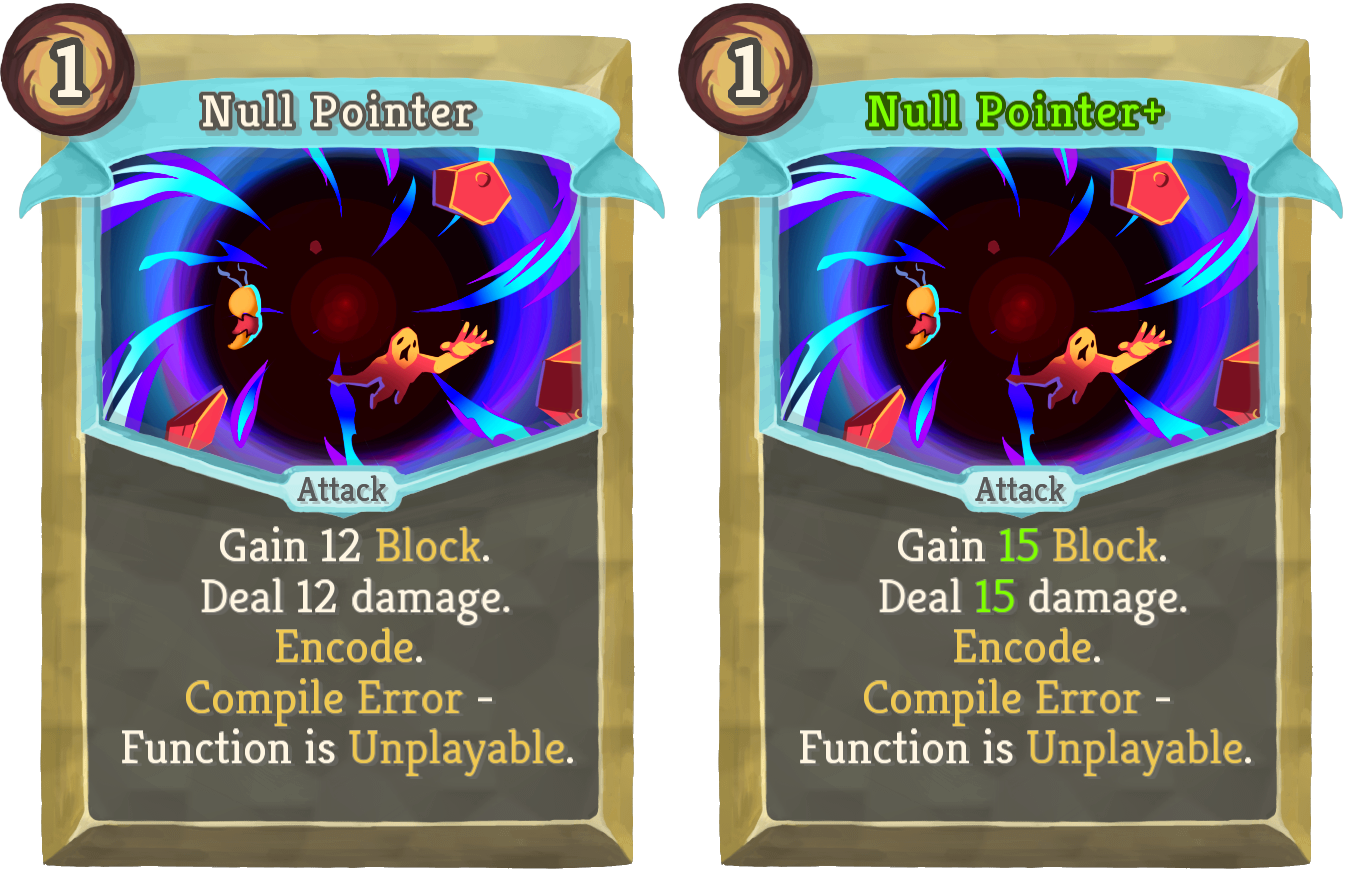 1
Null Pointer
Attack
Gain 12 Block.
Deal 12 damage.
Encode.
Compile Error -
Function is Unplayable.
1
Null Pointer+
Attack
Gain 15 Block.
Deal 15 damage.
Encode.
Compile Error -
Function is Unplayable.